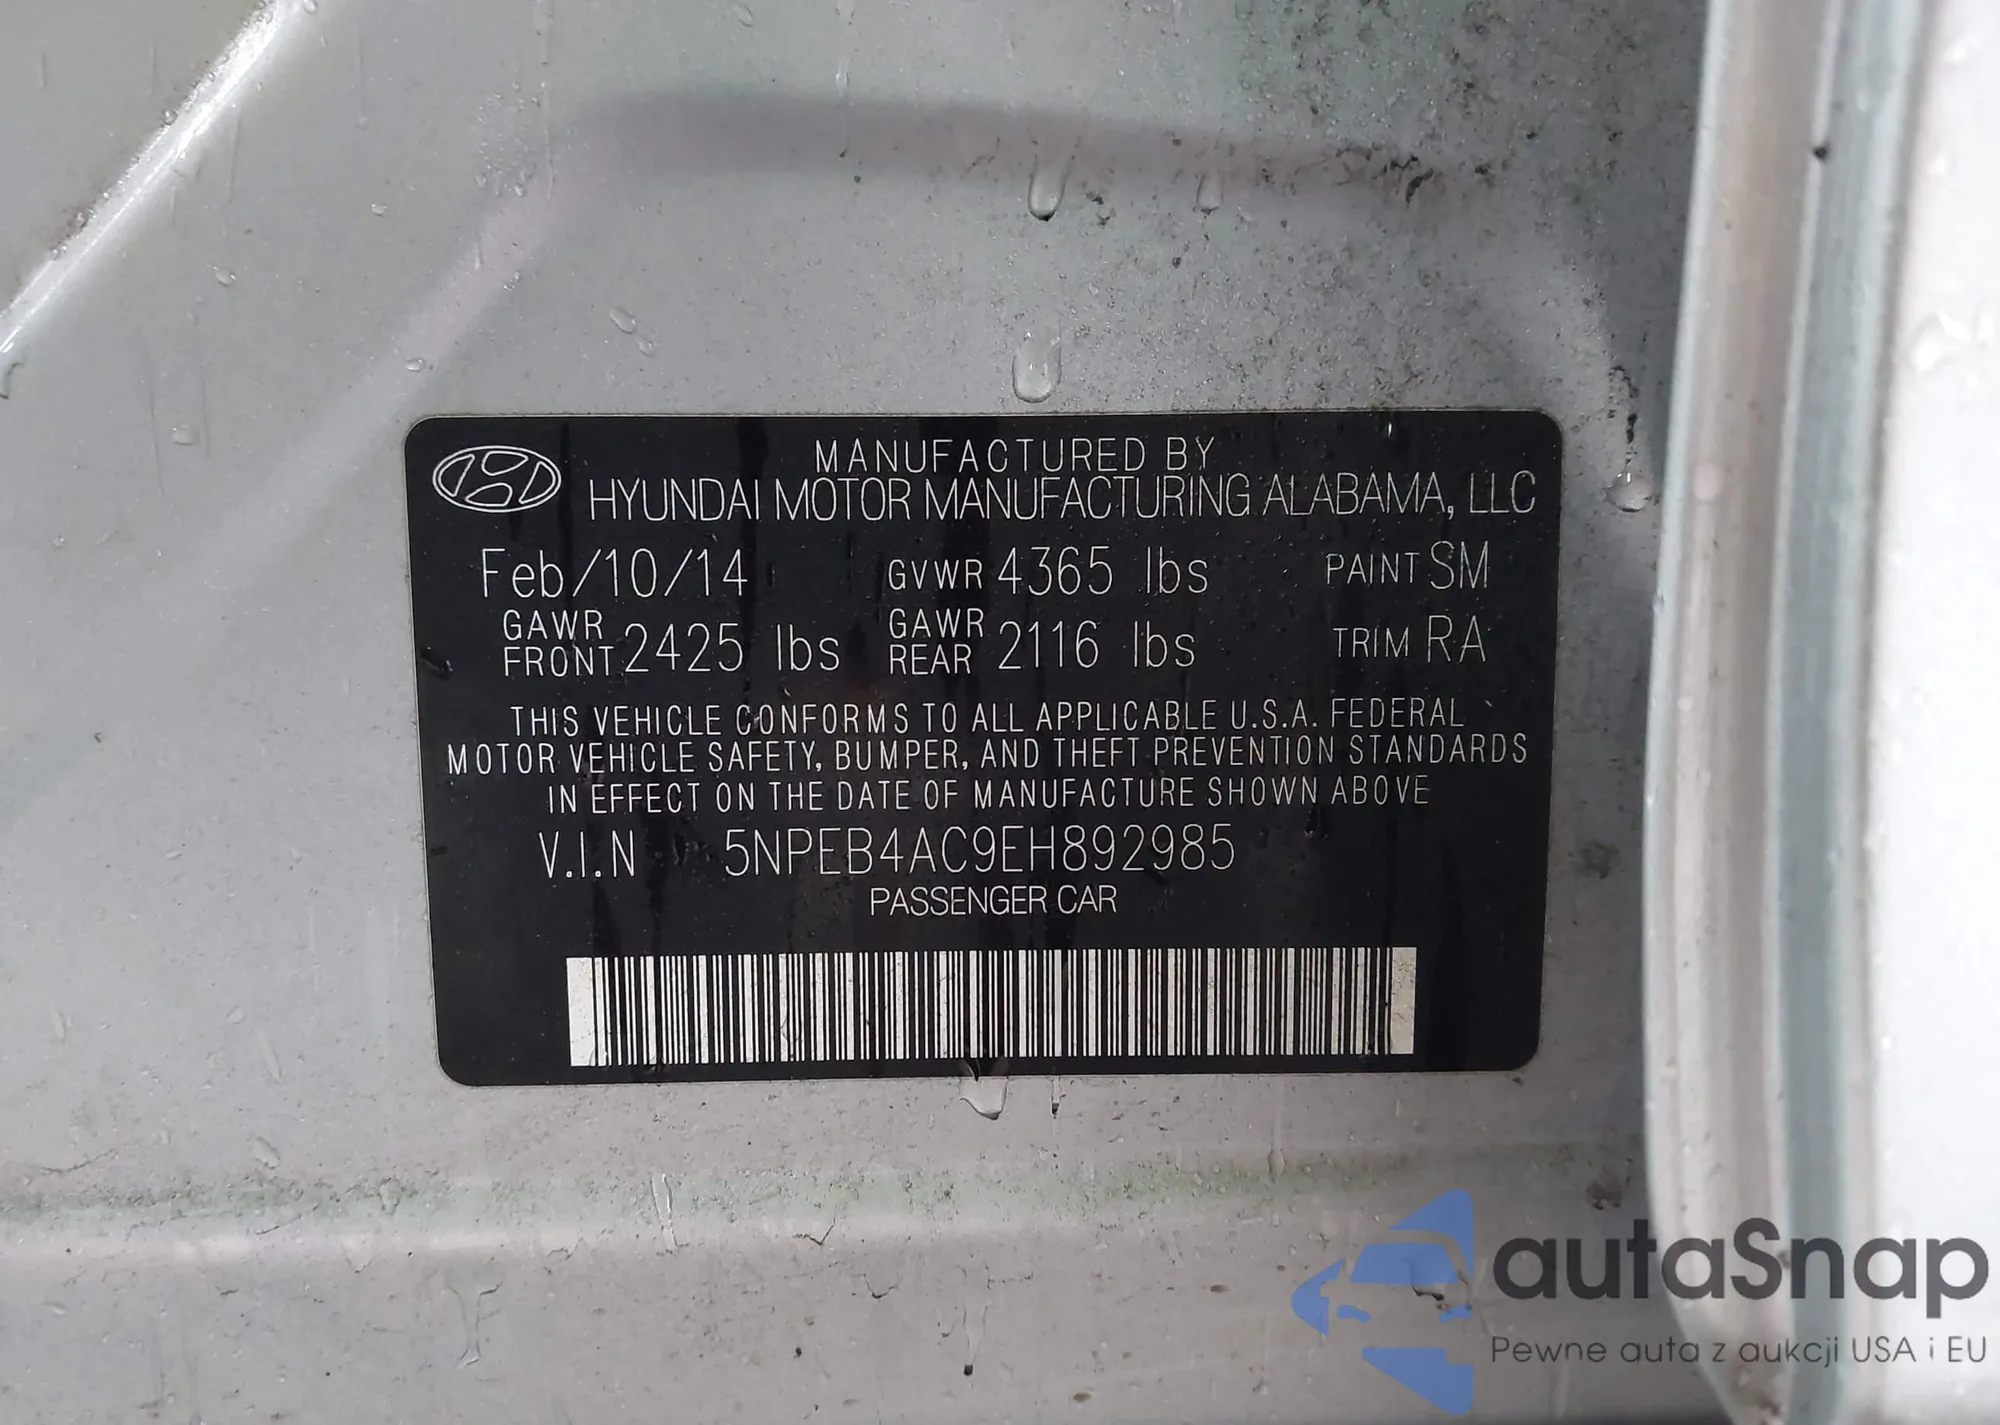 MANUFACTURED BY
HYUNDAI MOTOR MANUFACTURING ALABAMA, LLC
Feb/10/14 GVWR 4365 lbs PAINT SM
GAWR FRONT 2425 lbs GAWR REAR 2116 lbs TRIM RA
THIS VEHICLE CONFORMS TO ALL APPLICABLE U.S.A. FEDERAL
MOTOR VEHICLE SAFETY, BUMPER, AND THEFT PREVENTION STANDARDS
IN EFFECT ON THE DATE OF MANUFACTURE SHOWN ABOVE
V.I.N 5NPEB4AC9EH892985
PASSENGER CAR
autaSnap
Pewne auta z aukcji USA i EU